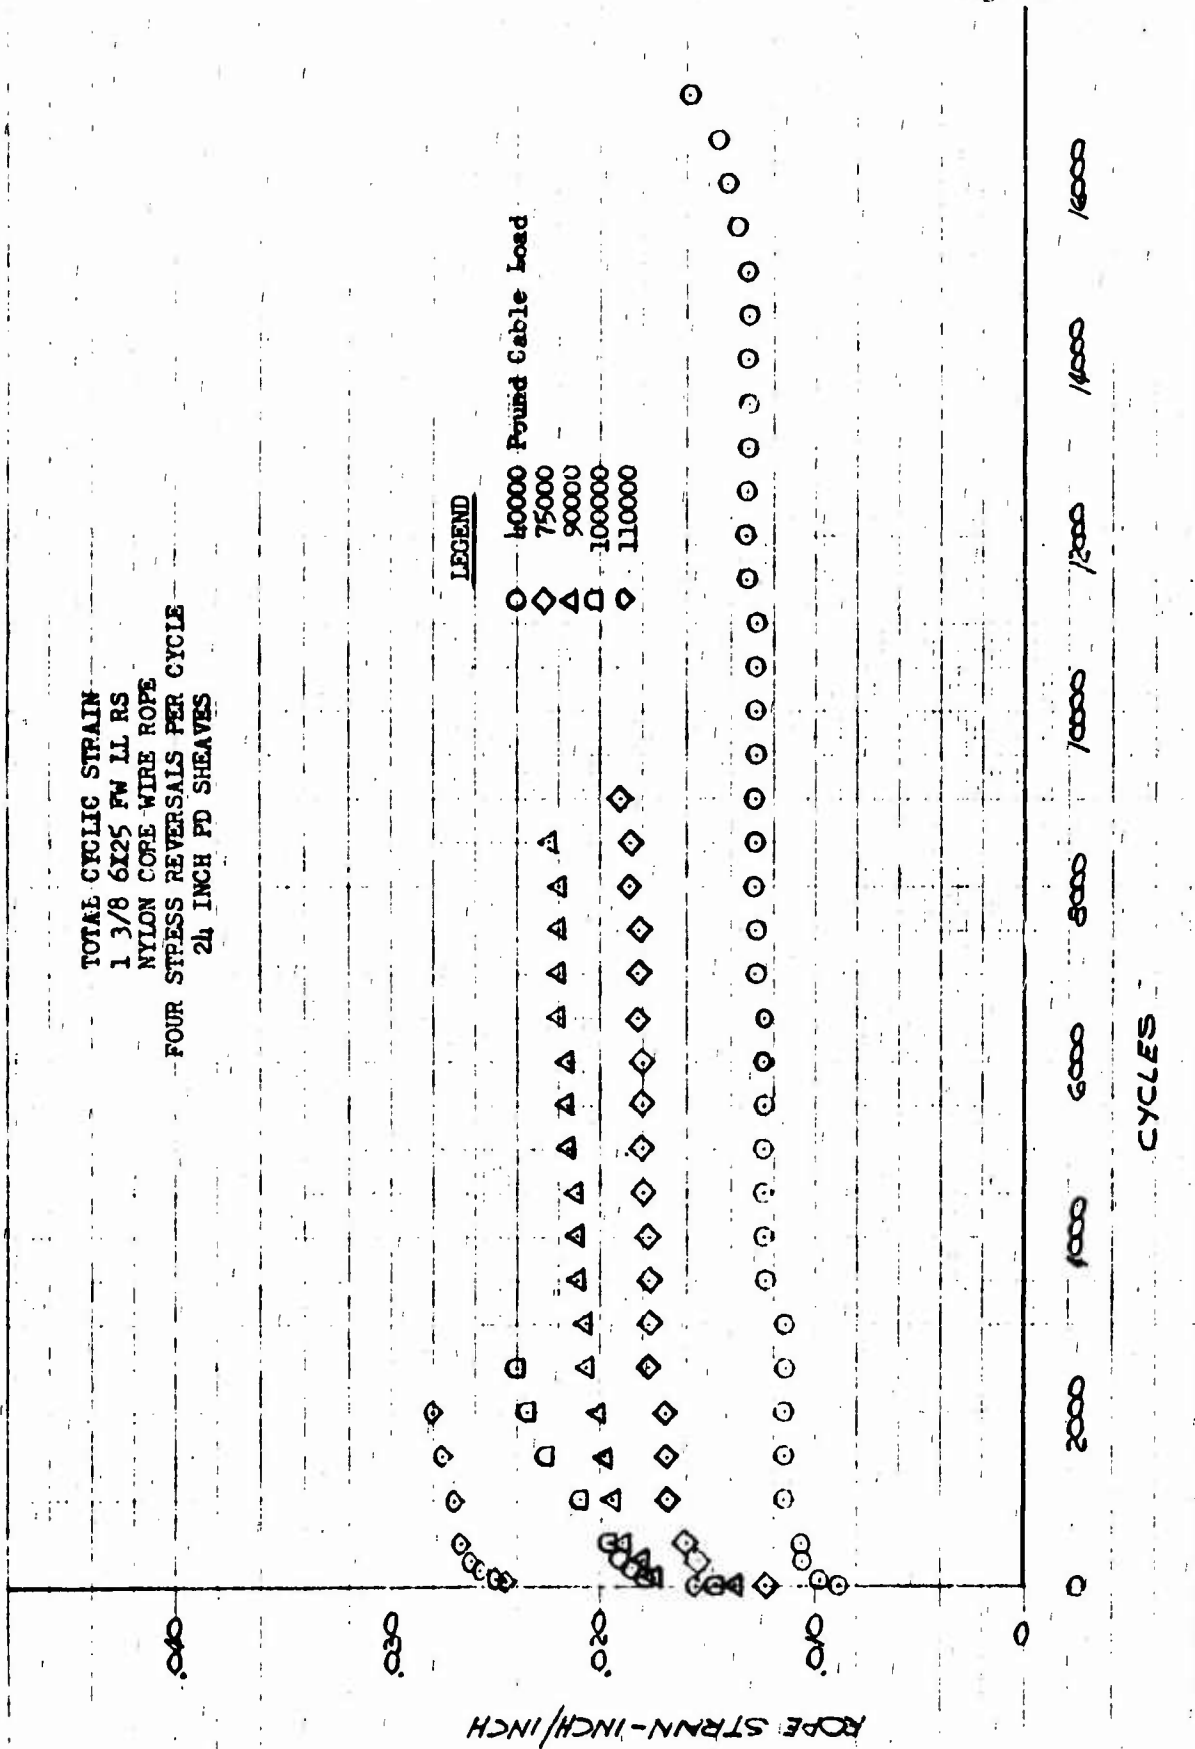 TOTAL CYCLIC STRAIN
1 3/8 6X25 FW LL RS
NYLON CORE WIRE ROPE
FOUR STRESS REVERSALS PER CYCLE
24 INCH PD SHEAVES
LEGEND
40000 Pound Cable Load
75000
90000
100000
110000
.040
.030
.020
.010
0
ROPE STRAIN-INCH/INCH
0 2000 4000 6000 8000 10000 12000 14000 16000
CYCLES